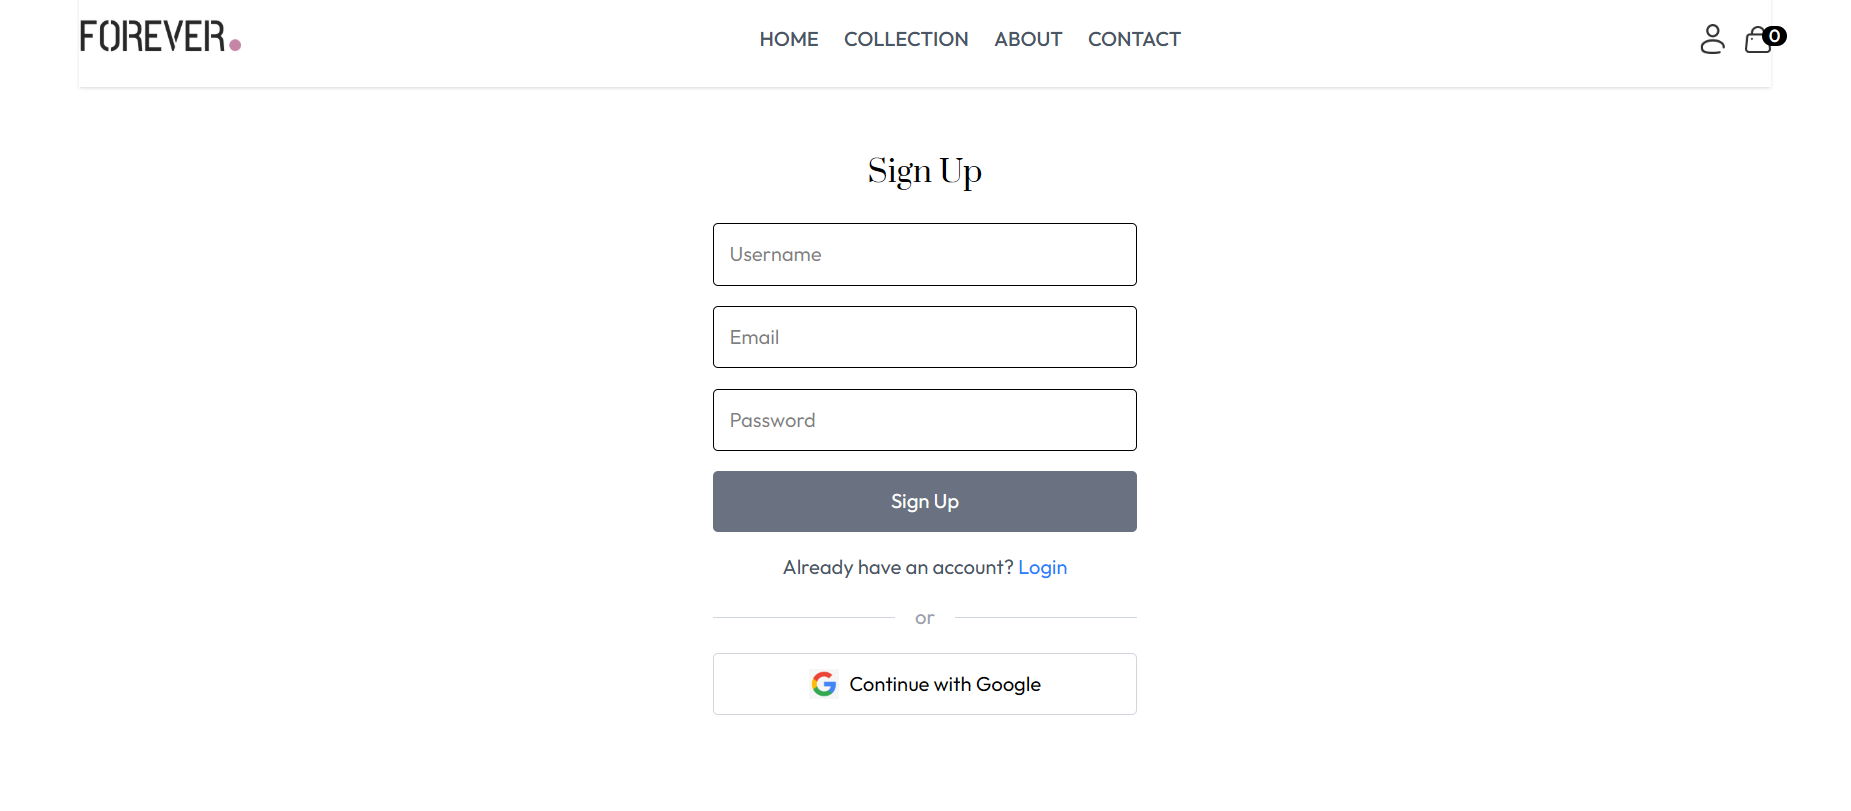 FOREVER.
HOME COLLECTION ABOUT CONTACT
0
Sign Up
Username
Email
Password
Sign Up
Already have an account? Login
or
Continue with Google